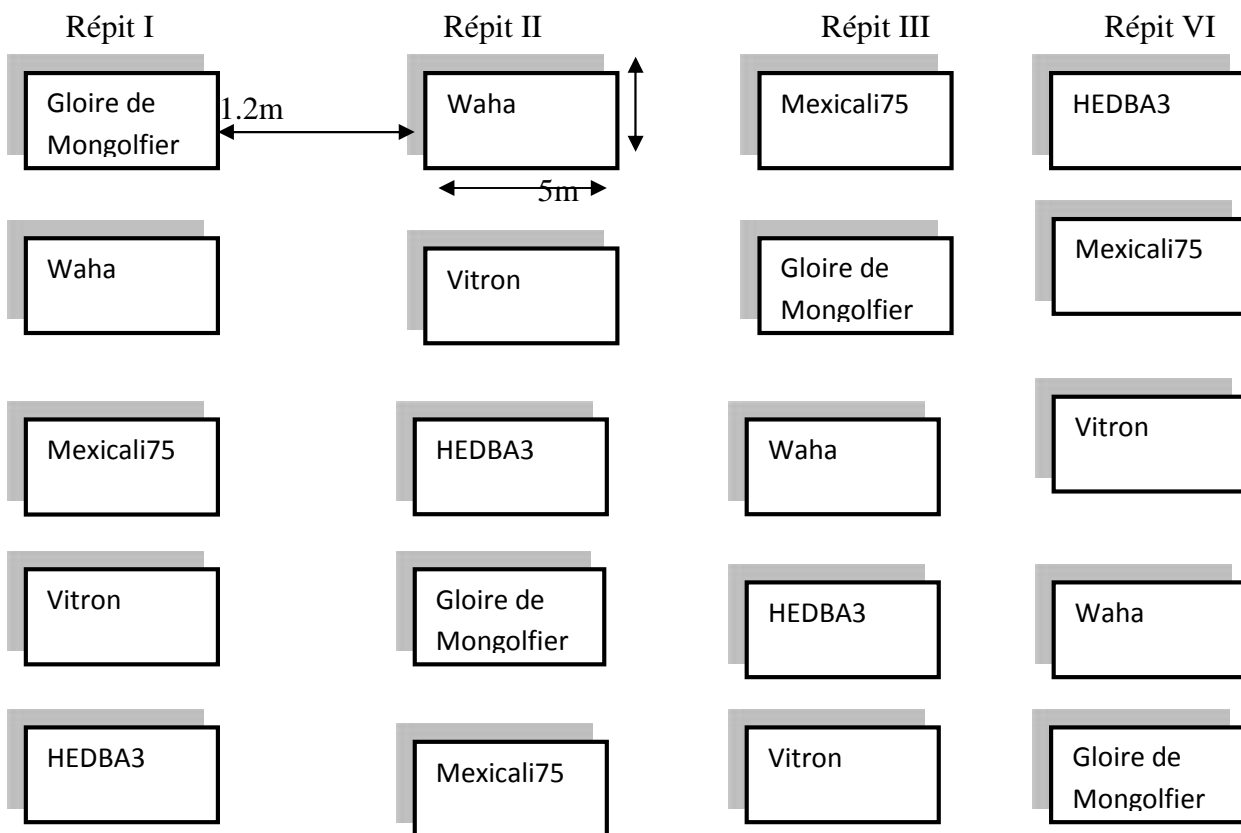 Répit I
Répit II
Répit III
Répit VI
Gloire de
Mongolfier
1.2m
Waha
5m
Mexicali75
HEDBA3
Waha
Vitron
Gloire de
Mongolfier
Mexicali75
Mexicali75
HEDBA3
Waha
Vitron
Vitron
Gloire de
Mongolfier
HEDBA3
Waha
HEDBA3
Mexicali75
Vitron
Gloire de
Mongolfier